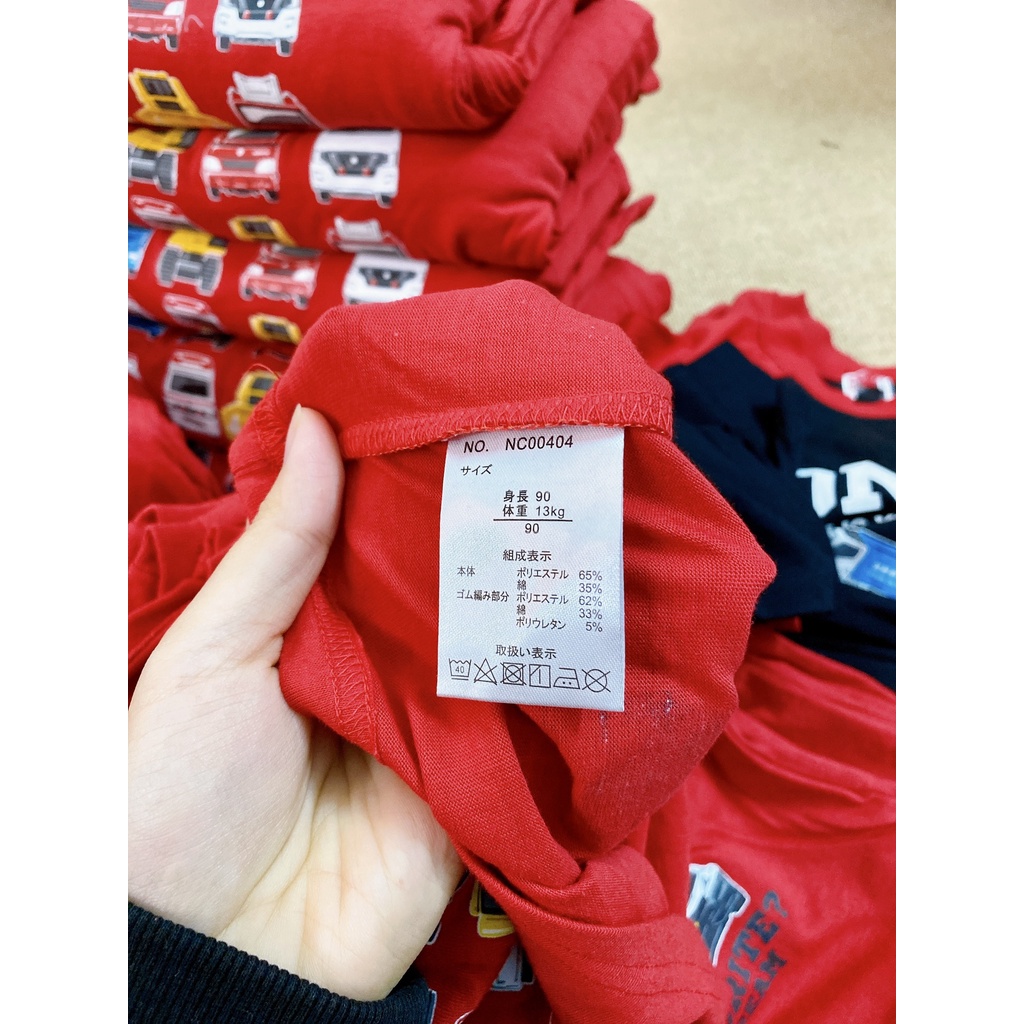 NO. NC00404
サイズ
身長 90
体重 13kg
90
組成表示
本体 ポリエステル 65%
綿 35%
ゴム編み部分 ポリエステル 62%
綿 33%
ポリウレタン 5%
取扱い表示
40
RITE?